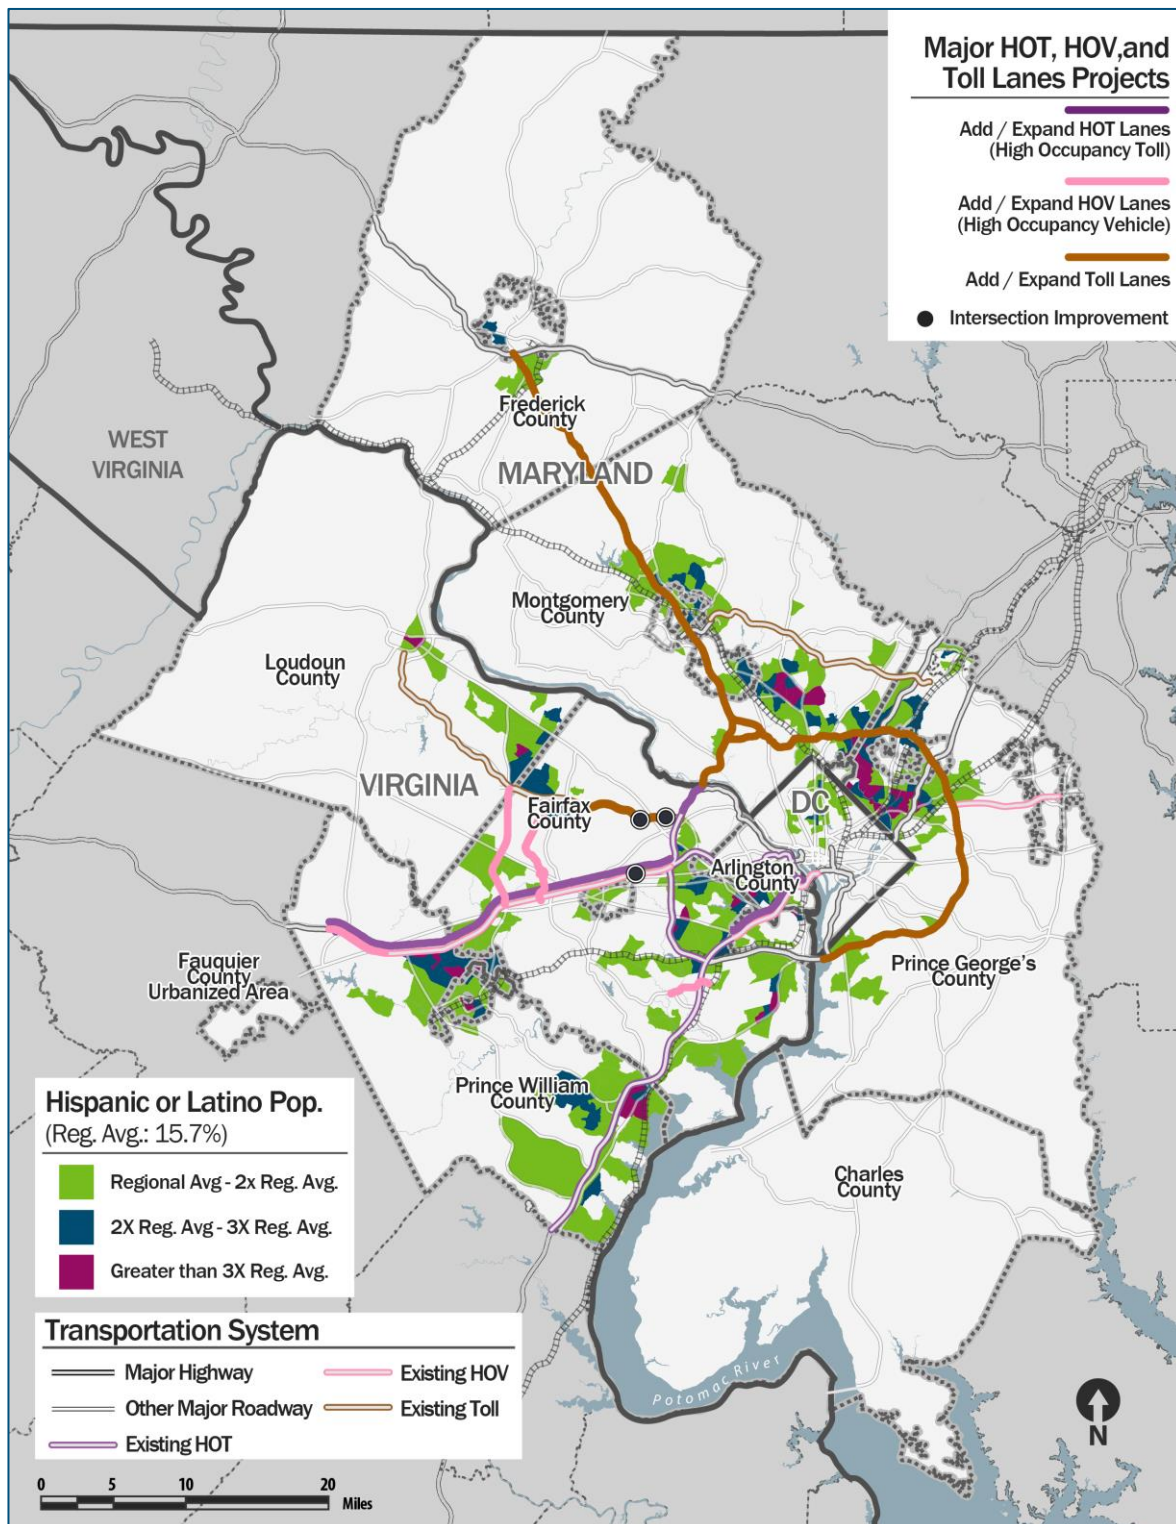 Major HOT, HOV,and
Toll Lanes Projects
Add / Expand HOT Lanes
(High Occupancy Toll)
Add / Expand HOV Lanes
(High Occupancy Vehicle)
Add / Expand Toll Lanes
Intersection Improvement
Frederick
County
WEST
VIRGINIA
MARYLAND
Montgomery
County
Loudoun
County
VIRGINIA
Fairfax
County
DC
Arlington
County
Fauquier
County
Urbanized Area
Prince George's
County
Prince William
County
Charles
County
Potomac River
Hispanic or Latino Pop.
(Reg. Avg.: 15.7%)
Regional Avg - 2x Reg. Avg.
2X Reg. Avg - 3X Reg. Avg.
Greater than 3X Reg. Avg.
Transportation System
Major Highway
Existing HOV
Other Major Roadway
Existing Toll
Existing HOT
N
0 5 10 20
Miles